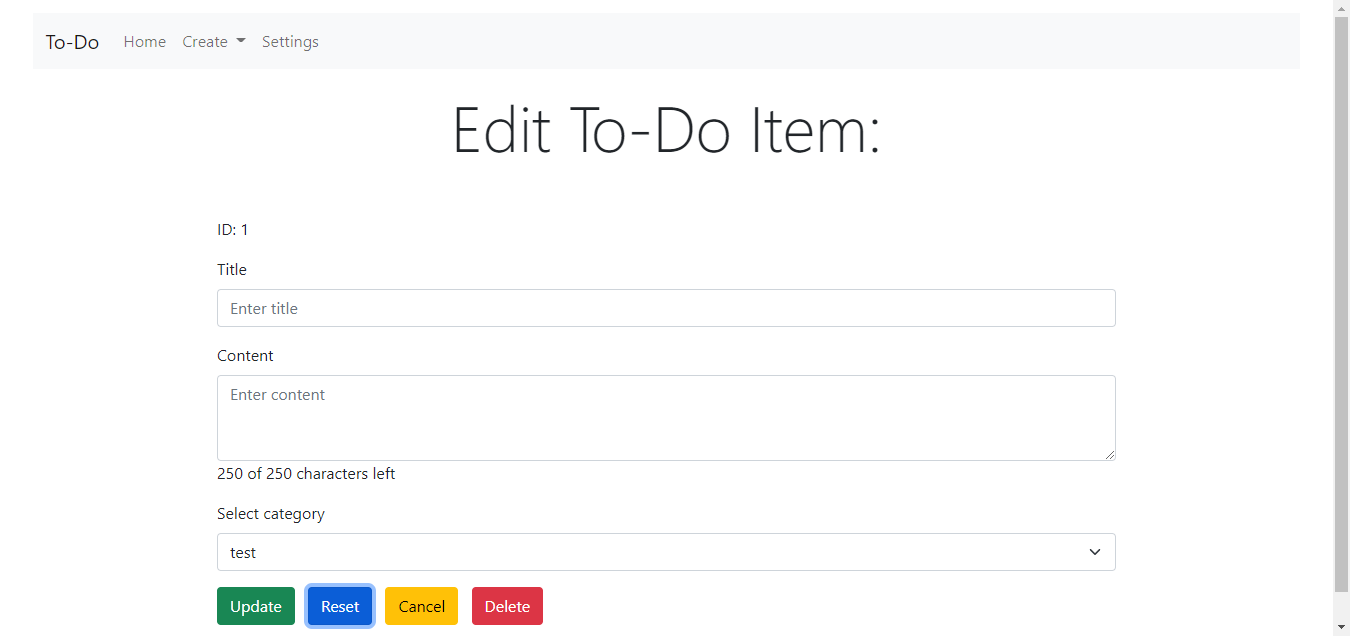 To-Do Home Create Settings
Edit To-Do Item:
ID: 1
Title
Enter title
Content
Enter content
250 of 250 characters left
Select category
test
Update Reset Cancel Delete